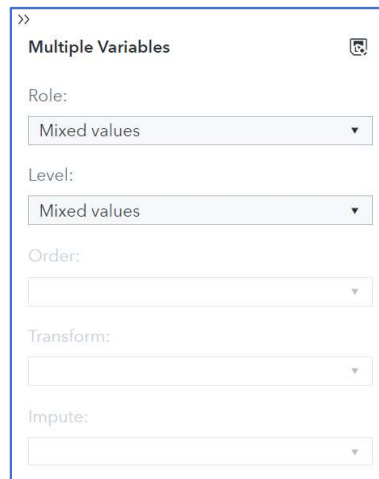 >>
Multiple Variables
Role:
Mixed values
Level:
Mixed values
Order:
Transform:
Impute: